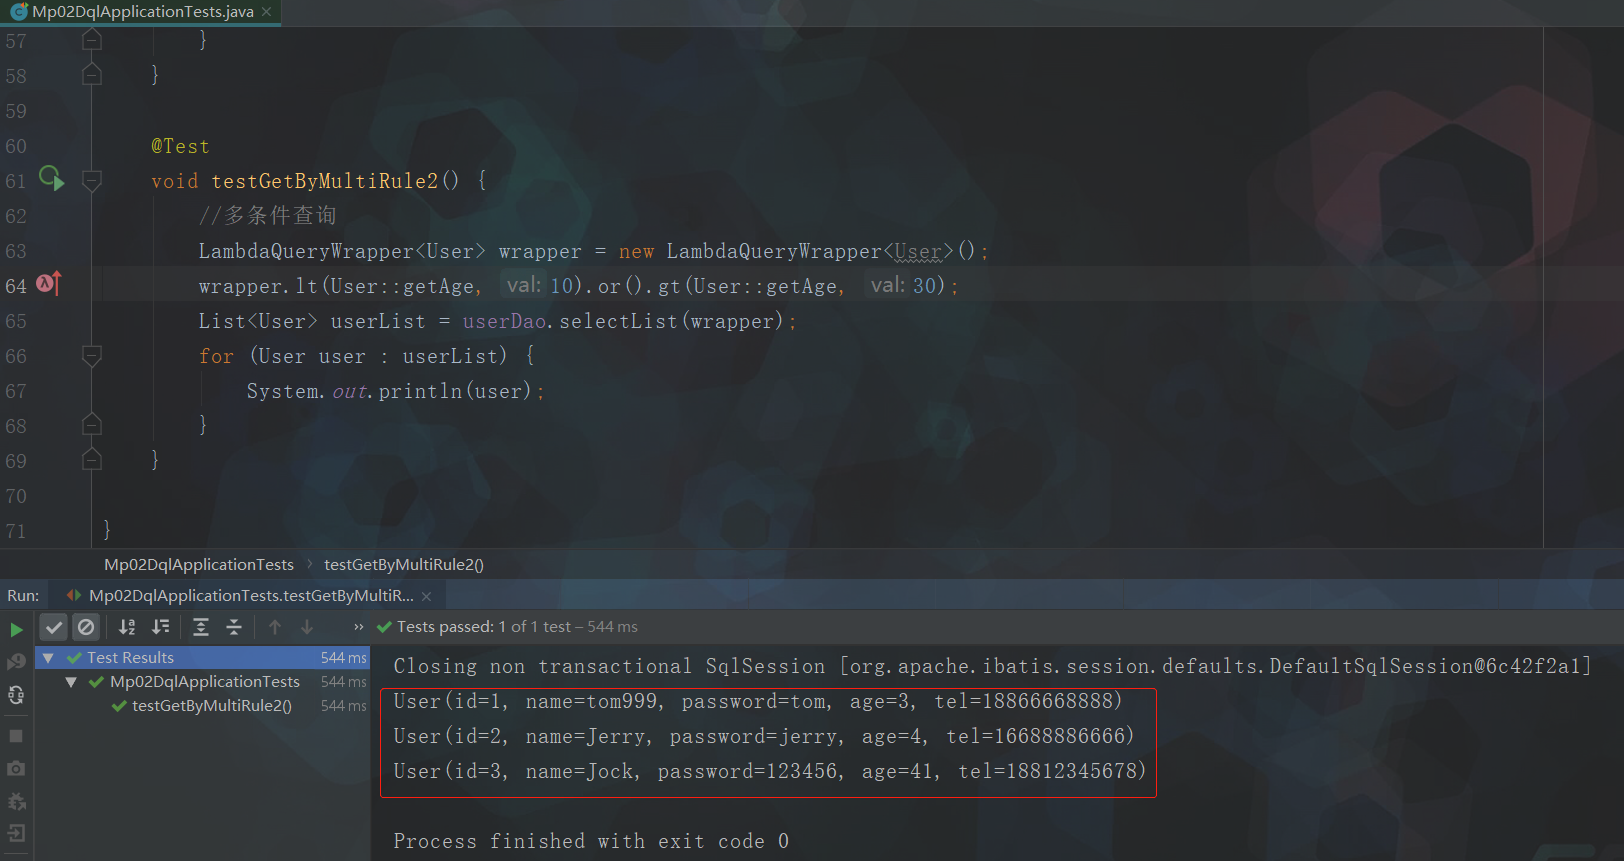 Mp02DqlApplicationTests.java
57 }
58 }
59
60 @Test
61 void testGetByMultiRule2() {
62 //多条件查询
63 LambdaQueryWrapper<User> wrapper = new LambdaQueryWrapper<User>();
64 wrapper.lt(User::getAge, val: 10).or().gt(User::getAge, val: 30);
65 List<User> userList = userDao.selectList(wrapper);
66 for (User user : userList) {
67 System.out.println(user);
68 }
69 }
70
71 }
Mp02DqlApplicationTests › testGetByMultiRule2()
Run: Mp02DqlApplicationTests.testGetByMultiR...
» Tests passed: 1 of 1 test – 544 ms
Test Results 544 ms
Mp02DqlApplicationTests 544 ms
testGetByMultiRule2() 544 ms
Closing non transactional SqlSession [org.apache.ibatis.session.defaults.DefaultSqlSession@6c42f2a1]
User(id=1, name=tom999, password=tom, age=3, tel=18866668888)
User(id=2, name=Jerry, password=jerry, age=4, tel=16688886666)
User(id=3, name=Jock, password=123456, age=41, tel=18812345678)
Process finished with exit code 0